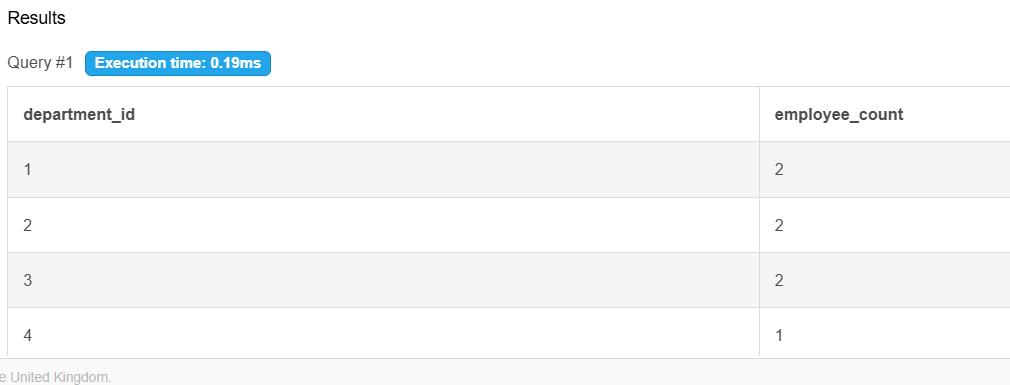 Results
Query #1 Execution time: 0.19ms
department_id employee_count
1 2
2 2
3 2
4 1
e United Kingdom.